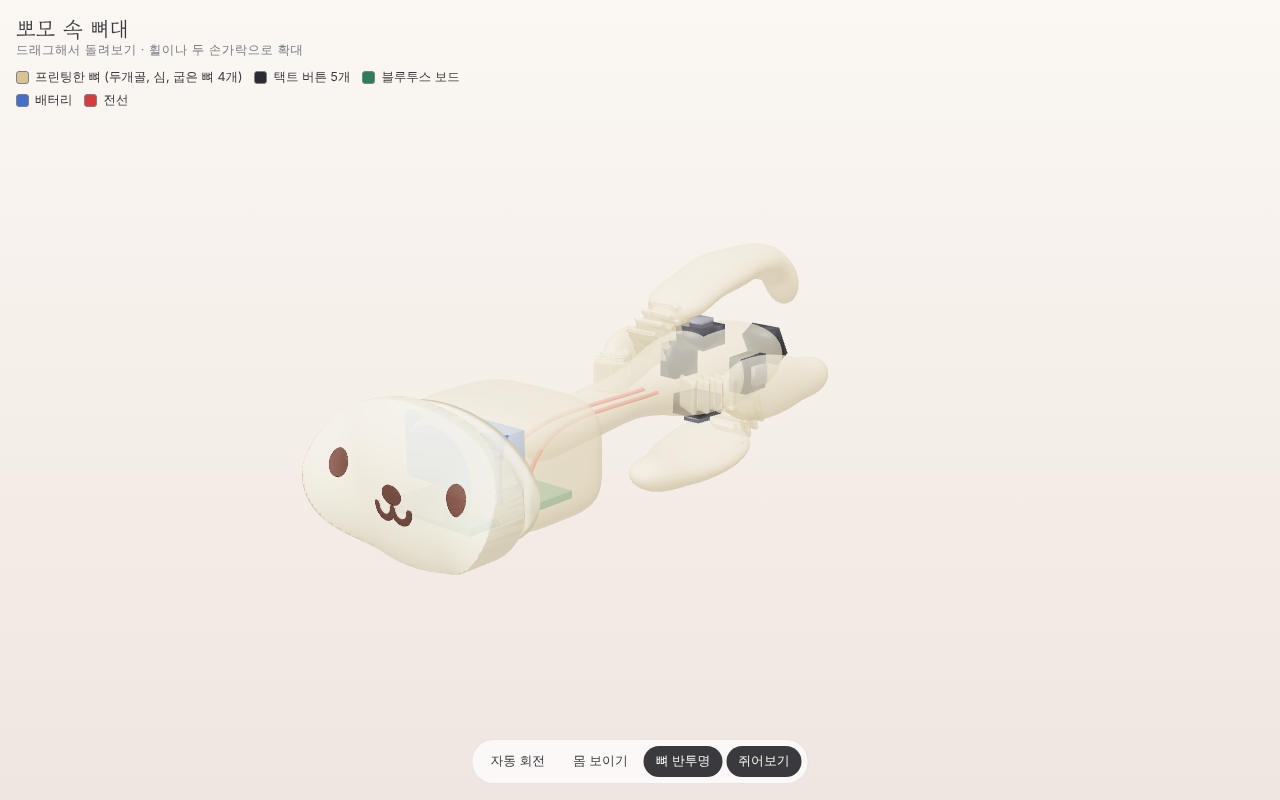 뽀모 속 뼈대
드래그해서 돌려보기 · 휠이나 두 손가락으로 확대
프린팅한 뼈 (두개골, 심, 굽은 뼈 4개) 택트 버튼 5개 블루투스 보드
배터리 전선
자동 회전 몸 보이기 뼈 반투명 쥐어보기